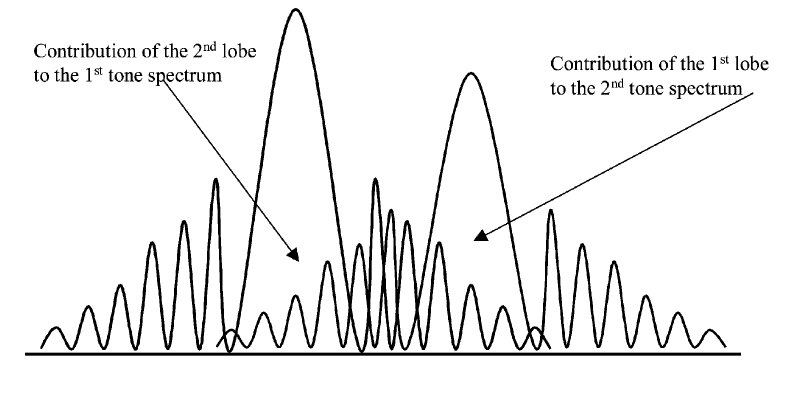 Contribution of the 2nd lobe
to the 1st tone spectrum
Contribution of the 1st lobe
to the 2nd tone spectrum